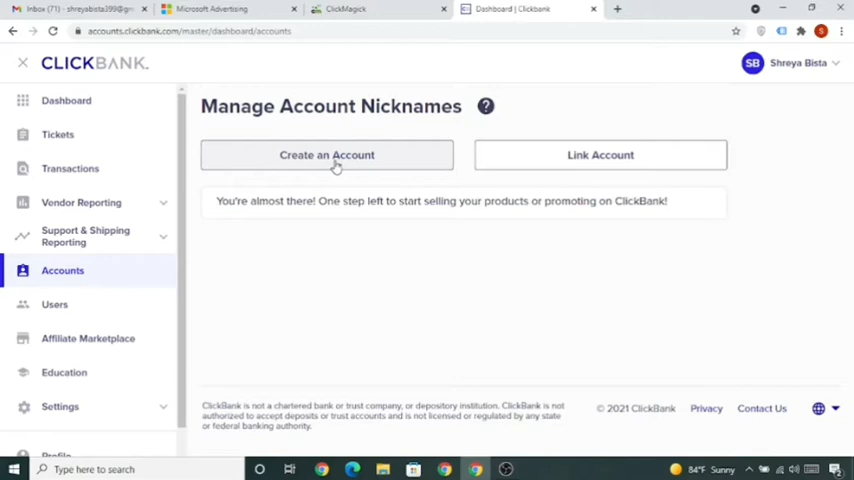 Inbox (71) - shreyabista399@gm
Microsoft Advertising
ClickMagick
Dashboard | Clickbank
accounts.clickbank.com/master/dashboard/accounts
S
CLICKBANK.
SB
Shreya Bista
Dashboard
Tickets
Transactions
Vendor Reporting
Support & Shipping
Reporting
Accounts
Users
Affiliate Marketplace
Education
Settings
Profile
Manage Account Nicknames ?
Create an Account
Link Account
You're almost there! One step left to start selling your products or promoting on ClickBank!
ClickBank is not a chartered bank or trust company, or depository institution. ClickBank is not
authorized to accept deposits or trust accounts and is not licensed or regulated by any state
or federal banking authority.
© 2021 ClickBank
Privacy
Contact Us
Type here to search
84°F Sunny
2